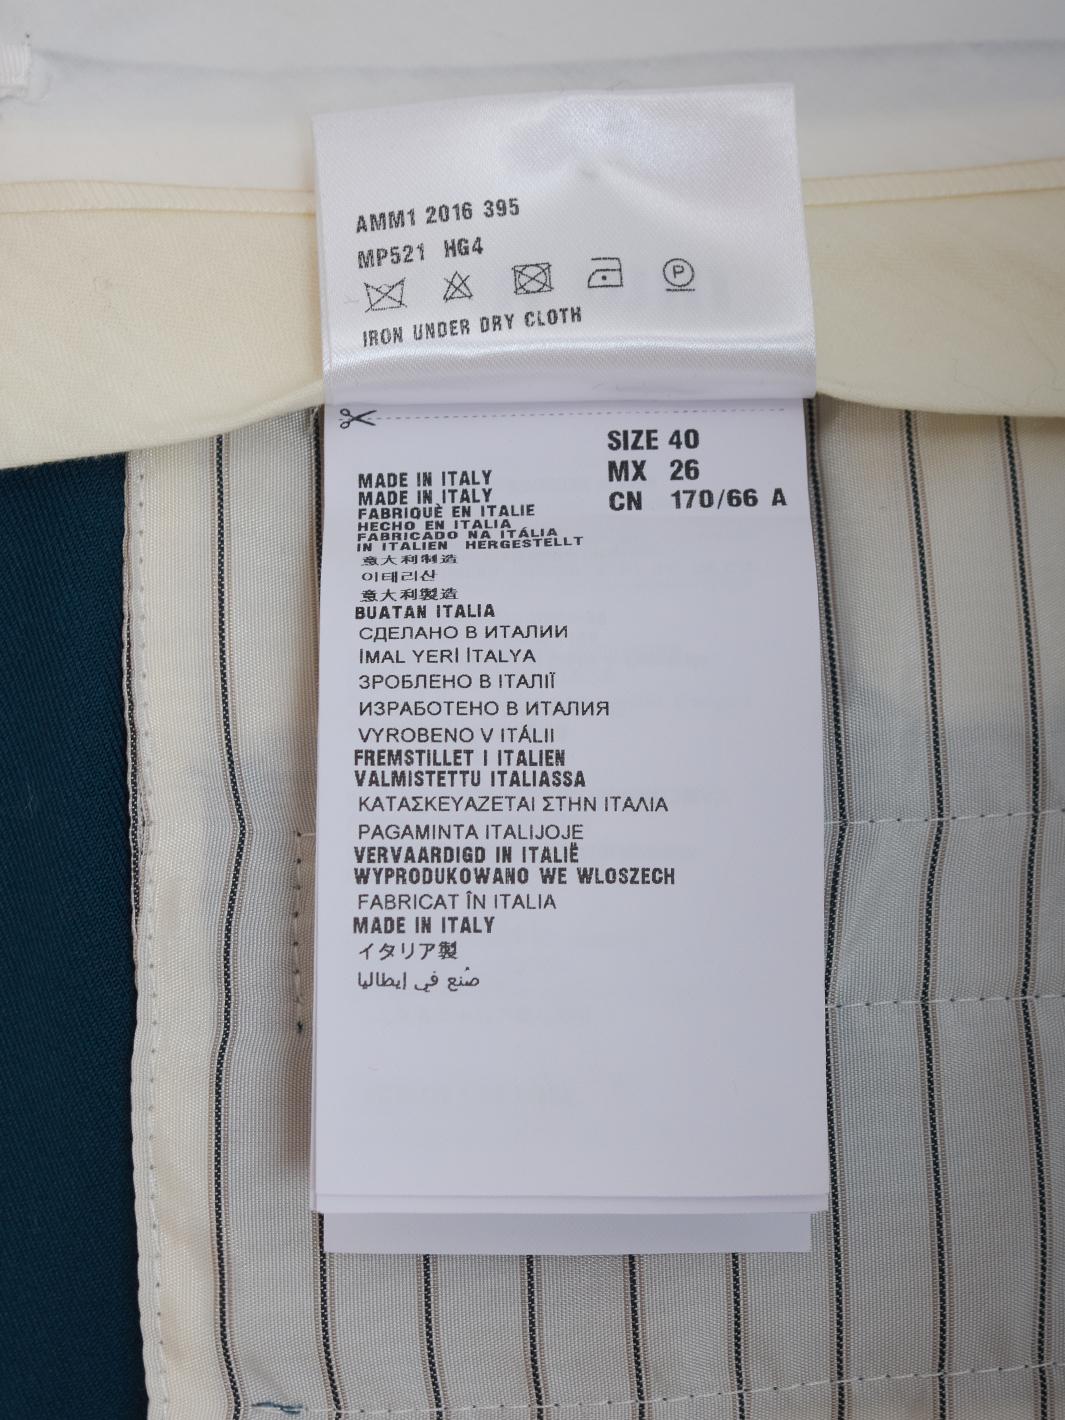 AMM1 2016 395
MP521 HG4
P
IRON UNDER DRY CLOTH
SIZE 40
MX 26
CN 170/66 A
MADE IN ITALY
MADE IN ITALY
FABRIQUÈ EN ITALIE
HECHO EN ITALIA
FABRICADO NA ITÁLIA
IN ITALIEN HERGESTELLT
意大利制造
이태리산
意大利製造
BUATAN ITALIA
СДЕЛАНО В ИТАЛИИ
İMAL YERİ İTALYA
ЗРОБЛЕНО В ІТАЛІЇ
ИЗРАБОТЕНО В ИТАЛИЯ
VYROBENO V ITÁLII
FREMSTILLET I ITALIEN
VALMISTETTU ITALIASSA
ΚΑΤΑΣΚΕΥΑΖΕΤΑΙ ΣΤΗΝ ΙΤΑΛΙΑ
PAGAMINTA ITALIJOJE
VERVAARDIGD IN ITALIË
WYPRODUKOWANO WE WLOSZECH
FABRICAT ÎN ITALIA
MADE IN ITALY
イタリア製
صُنع في إيطاليا